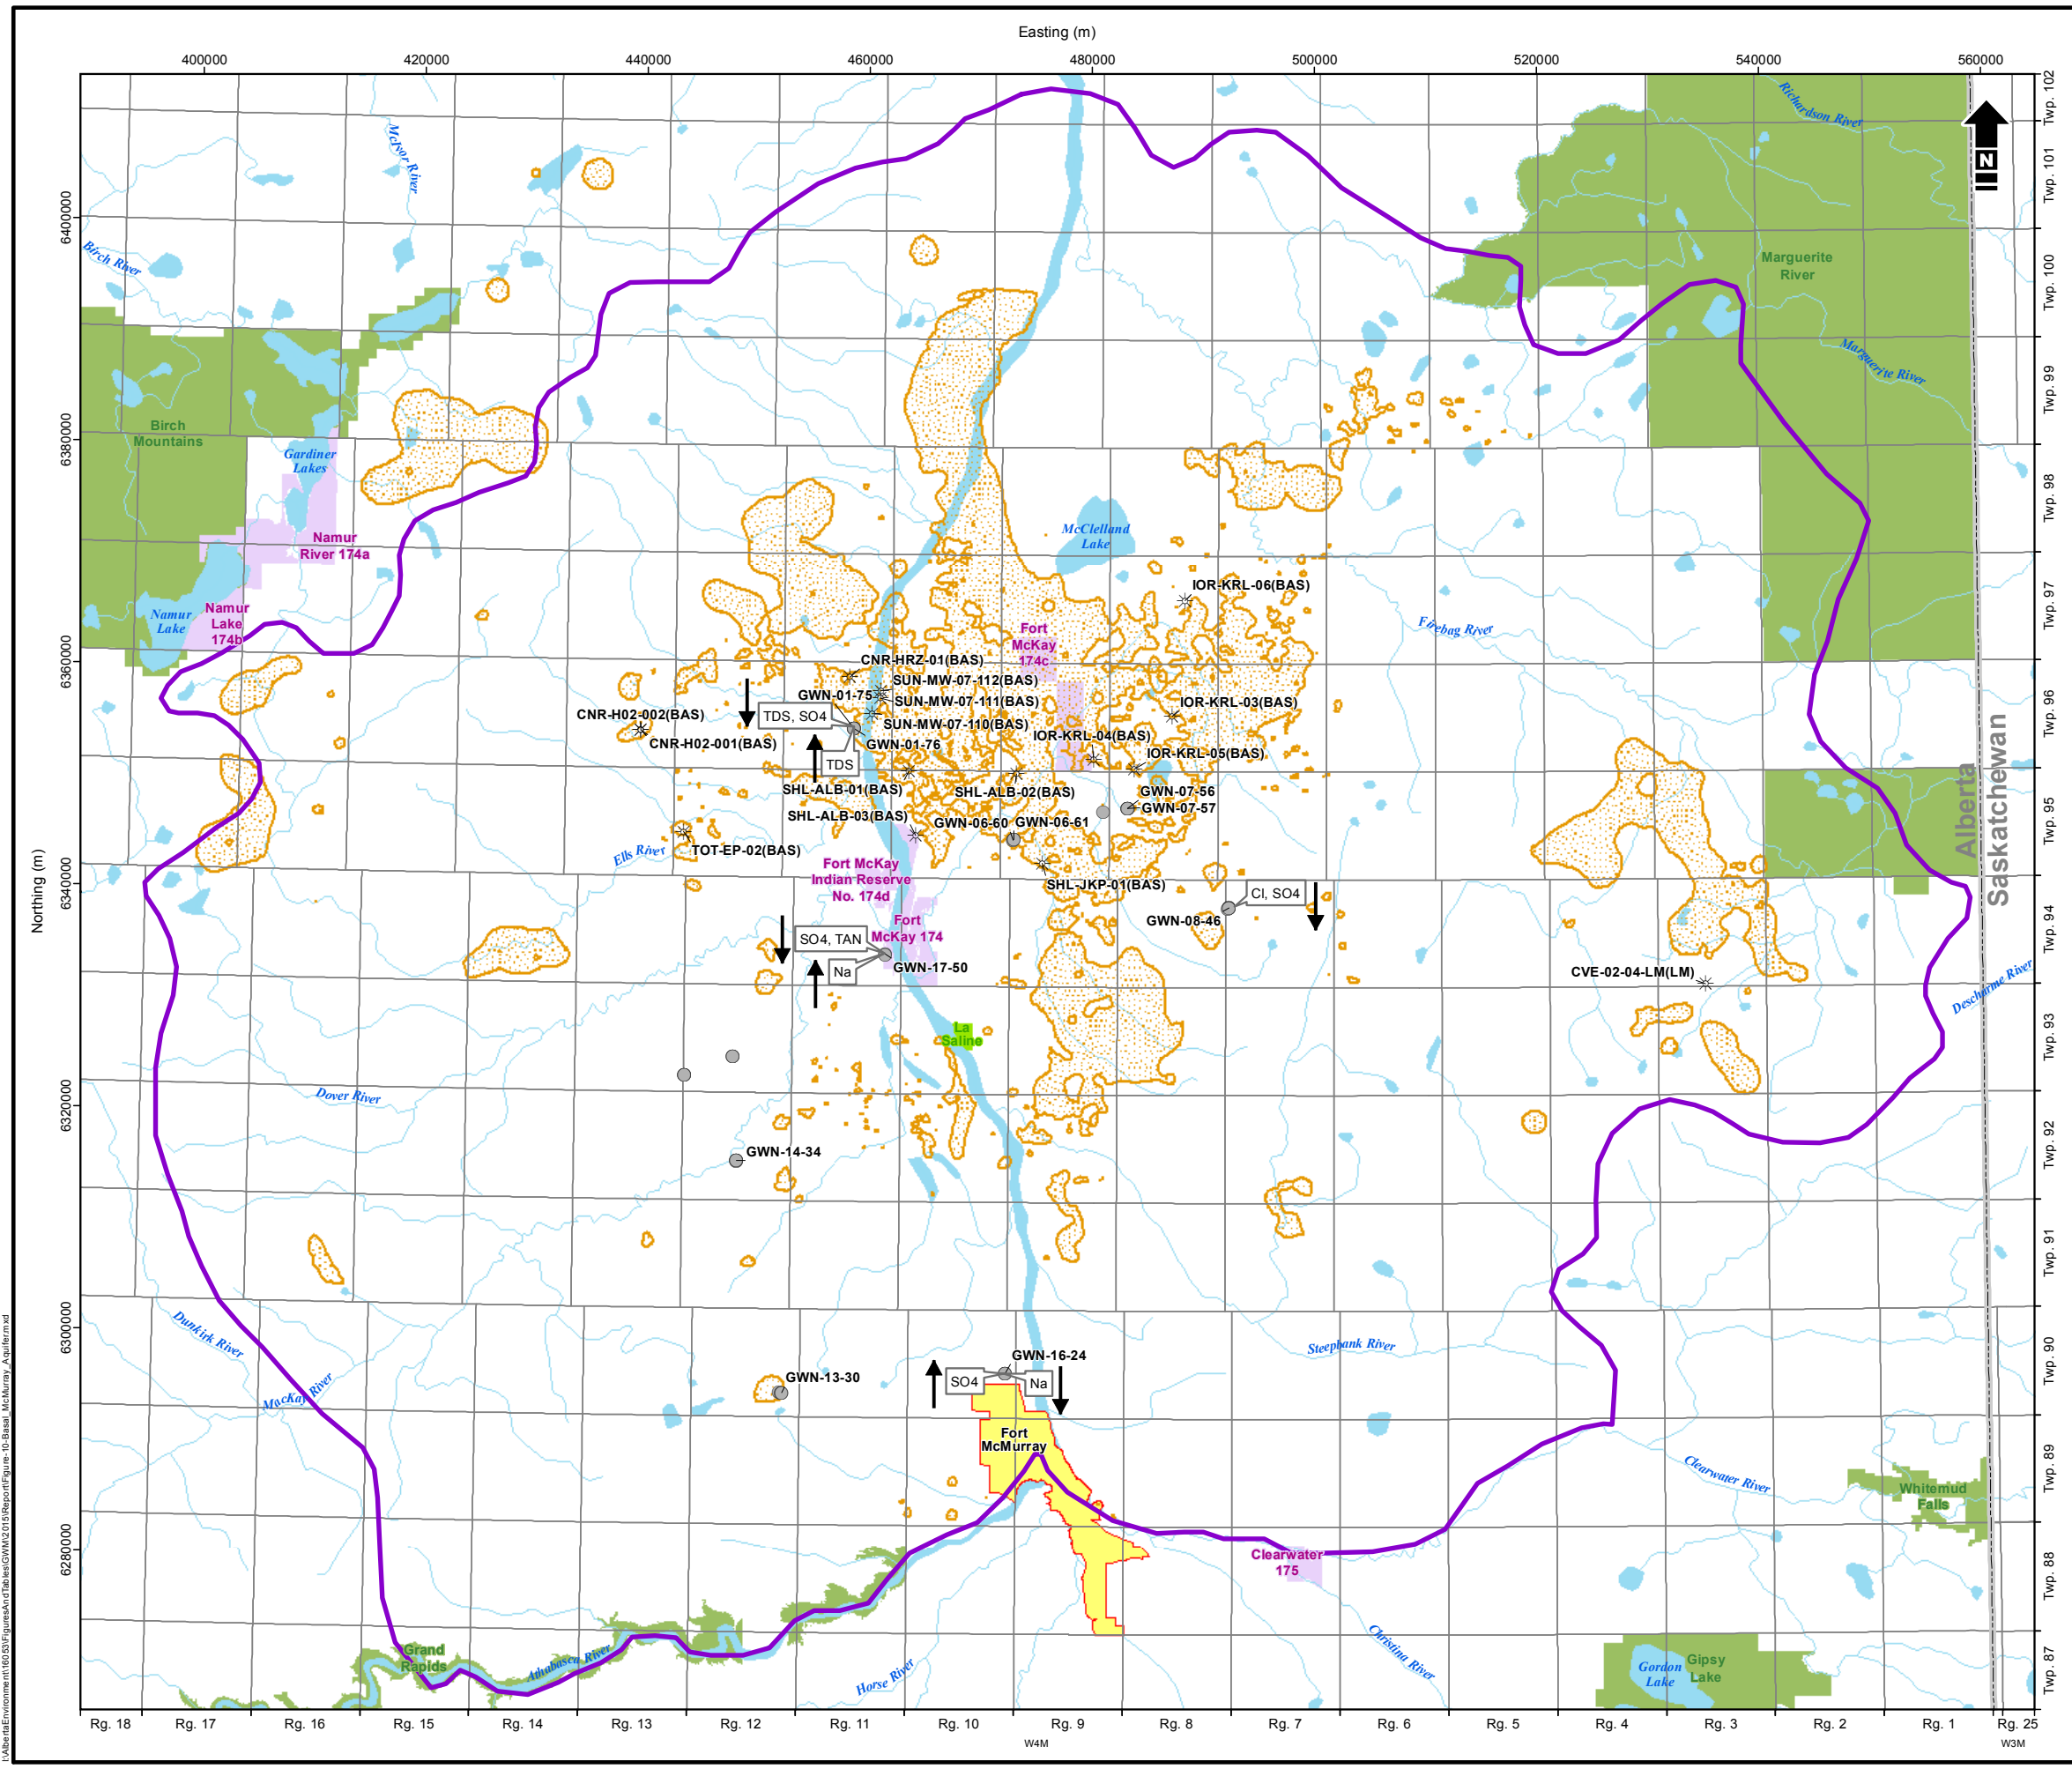 Easting (m)
400000
420000
440000
460000
480000
500000
520000
540000
560000
Twp. 102
Twp. 101
Twp. 100
Twp. 99
Twp. 98
Twp. 97
Twp. 96
Twp. 95
Twp. 94
Twp. 93
Twp. 92
Twp. 91
Twp. 90
Twp. 89
Twp. 88
Twp. 87
Northing (m)
6400000
6380000
6360000
6340000
6320000
6300000
6280000
N
Richardson River
McIvor River
Birch River
Marguerite
River
Marguerite River
Birch
Mountains
Gardiner
Lakes
Namur
River 174a
McClelland
Lake
Namur
Lake
Namur
Lake
174b
IOR-KRL-06(BAS)
Firebag River
Fort
McKay
174c
CNR-HRZ-01(BAS)
SUN-MW-07-112(BAS)
GWN-01-75
SUN-MW-07-111(BAS)
IOR-KRL-03(BAS)
TDS, SO4
CNR-H02-002(BAS)
SUN-MW-07-110(BAS)
IOR-KRL-04(BAS)
CNR-H02-001(BAS)
GWN-01-76
IOR-KRL-05(BAS)
TDS
SHL-ALB-01(BAS)
SHL-ALB-02(BAS)
GWN-07-56
GWN-07-57
SHL-ALB-03(BAS)
GWN-06-60
GWN-06-61
TOT-EP-02(BAS)
Ells River
Fort McKay
Indian Reserve
No. 174d
SHL-JKP-01(BAS)
Cl, SO4
GWN-08-46
Alberta
Saskatchewan
Fort
McKay 174
SO4, TAN
Na
GWN-17-50
CVE-02-04-LM(LM)
Descharme River
La
Saline
Dover River
GWN-14-34
Dunkirk River
MacKay River
Steepbank River
GWN-16-24
SO4
Na
GWN-13-30
Fort
McMurray
Clearwater River
Whitemud
Falls
Clearwater
175
Christina River
Grand
Rapids
Athabasca River
Horse River
Gordon
Lake
Gipsy
Lake
Rg. 18
Rg. 17
Rg. 16
Rg. 15
Rg. 14
Rg. 13
Rg. 12
Rg. 11
Rg. 10
Rg. 9
Rg. 8
Rg. 7
Rg. 6
Rg. 5
Rg. 4
Rg. 3
Rg. 2
Rg. 1
Rg. 25
W4M
W3M
I:\AlbertaEnvironment\16053\FiguresAndTables\GWM\2015\Report\Figure-10-Basal_McMurray_Aquifer.mxd